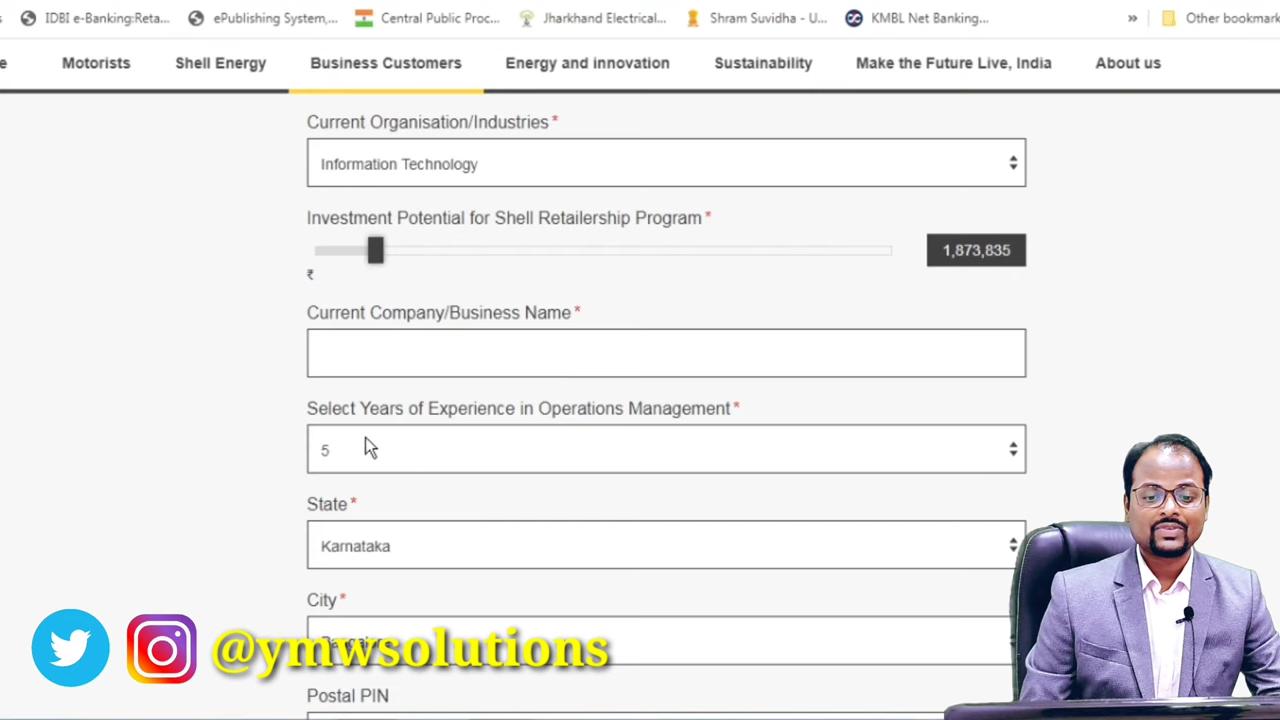 IDBI e-Banking:Reta...
ePublishing System,...
Central Public Proc...
Jharkhand Electrical...
Shram Suvidha - U...
KMBL Net Banking...
»
Other bookmark
e
Motorists
Shell Energy
Business Customers
Energy and innovation
Sustainability
Make the Future Live, India
About us
Current Organisation/Industries *
Information Technology
Investment Potential for Shell Retailership Program *
1,873,835
₹
Current Company/Business Name *
Select Years of Experience in Operations Management *
5
State *
Karnataka
City *
@ymwsolutions
Postal PIN